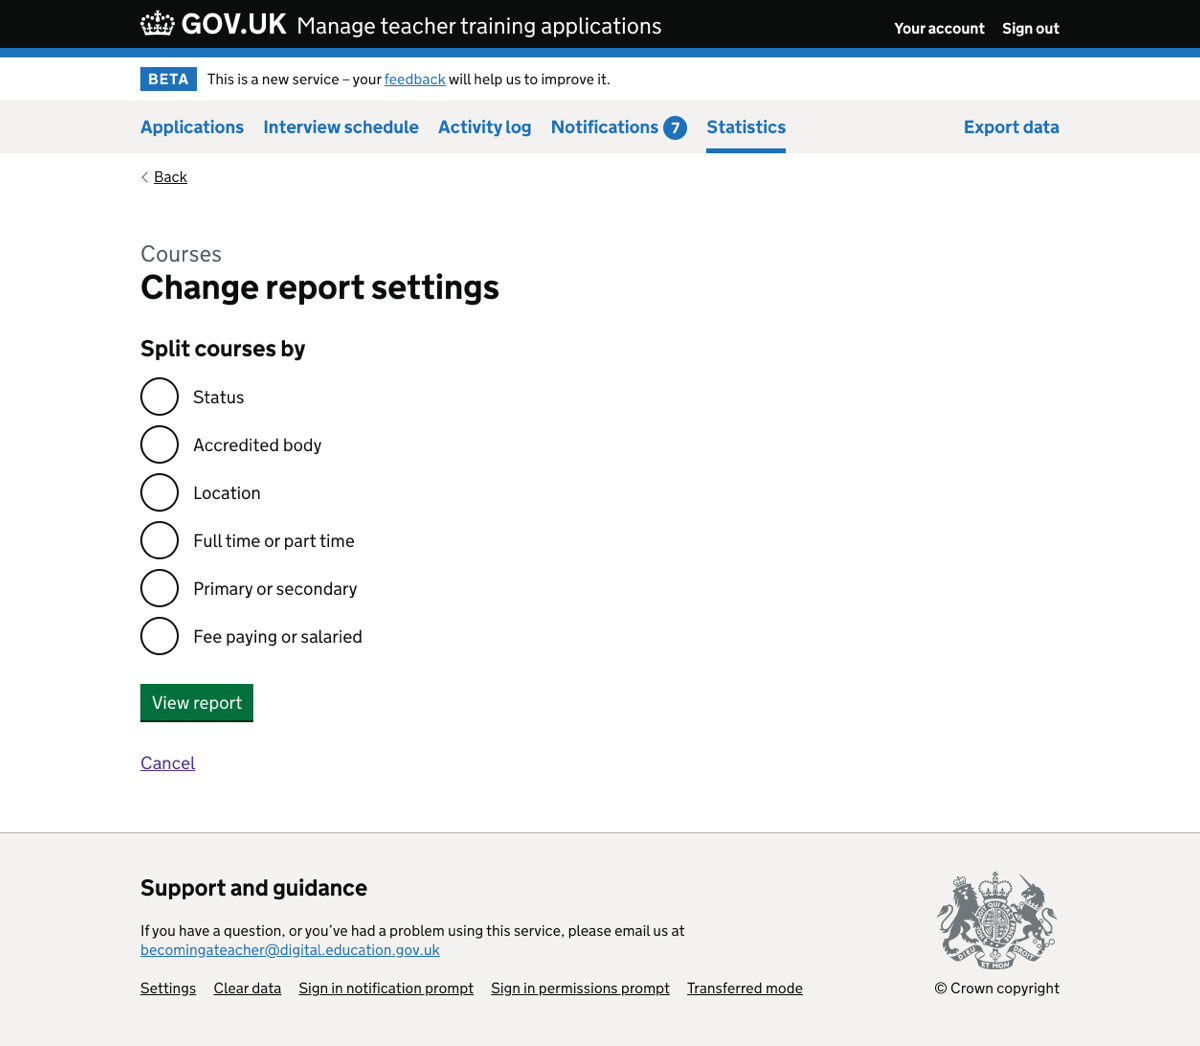 GOV.UK Manage teacher training applications
Your account Sign out
BETA This is a new service – your feedback will help us to improve it.
Applications Interview schedule Activity log Notifications 7 Statistics Export data
Back
Courses
Change report settings
Split courses by
Status
Accredited body
Location
Full time or part time
Primary or secondary
Fee paying or salaried
View report
Cancel
Support and guidance
If you have a question, or you’ve had a problem using this service, please email us at
becomingateacher@digital.education.gov.uk
Settings Clear data Sign in notification prompt Sign in permissions prompt Transferred mode
DIEU ET MON DROIT
© Crown copyright